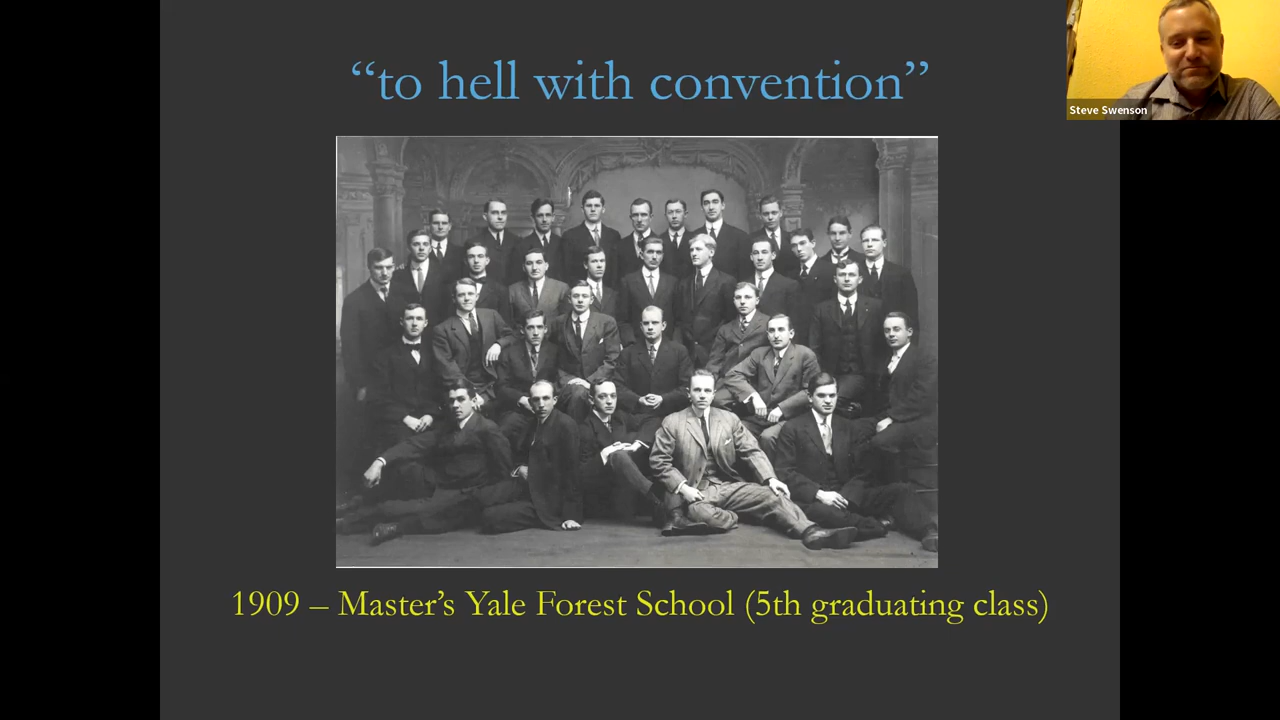 “to hell with convention”
Steve Swenson
1909 – Master’s Yale Forest School (5th graduating class)